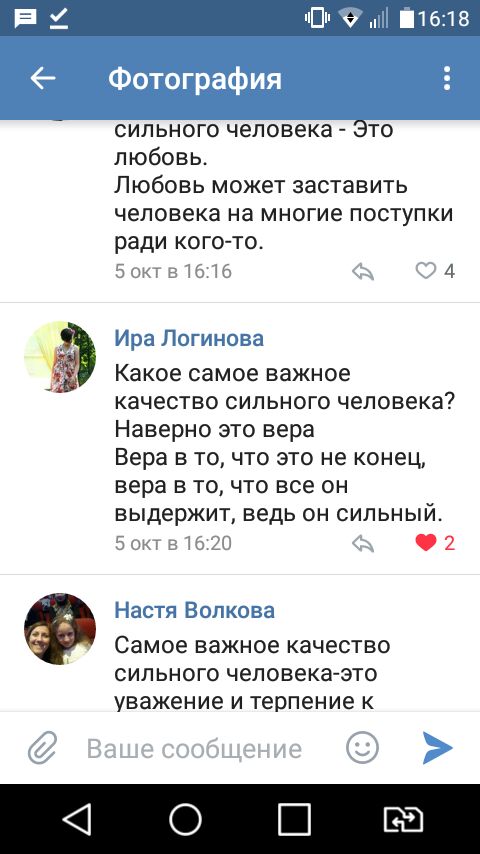 16:18
Фотография
сильного человека - Это
любовь.
Любовь может заставить
человека на многие поступки
ради кого-то.
5 окт в 16:16
4
Ира Логинова
Какое самое важное
качество сильного человека?
Наверно это вера
Вера в то, что это не конец,
вера в то, что все он
выдержит, ведь он сильный.
5 окт в 16:20
2
Настя Волкова
Самое важное качество
сильного человека-это
уважение и терпение к
Ваше сообщение